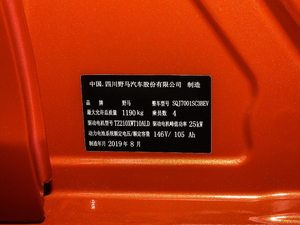 中国.四川野马汽车股份有限公司 制造
品牌 野马 整车型号 SQJ7001SC3BEV
最大允许总质量 1190kg 乘员数 4
驱动电机型号 TZ210XWT10ALD 驱动电机峰值功率 25kW
动力电池系统额定电压/额定容量 146V/ 105 Ah
制造年月 2019年8月